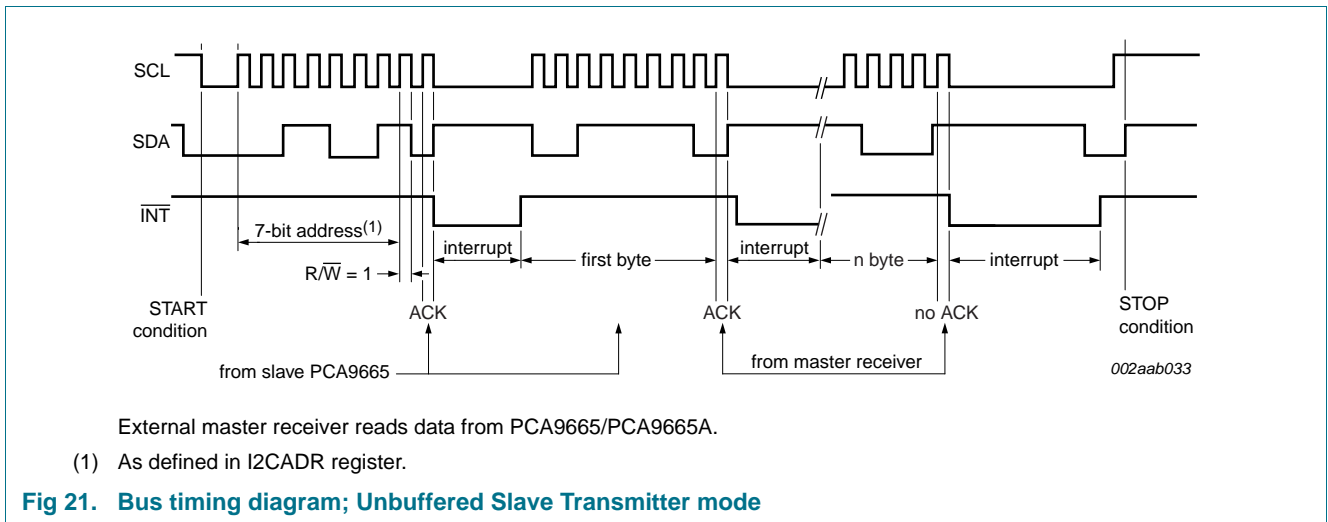 SCL
SDA
INT
7-bit address(1)
R/W = 1
interrupt
first byte
interrupt
n byte
interrupt
START
condition
ACK
ACK
no ACK
STOP
condition
from slave PCA9665
from master receiver
002aab033
External master receiver reads data from PCA9665/PCA9665A.
(1) As defined in I2CADR register.
Fig 21. Bus timing diagram; Unbuffered Slave Transmitter mode